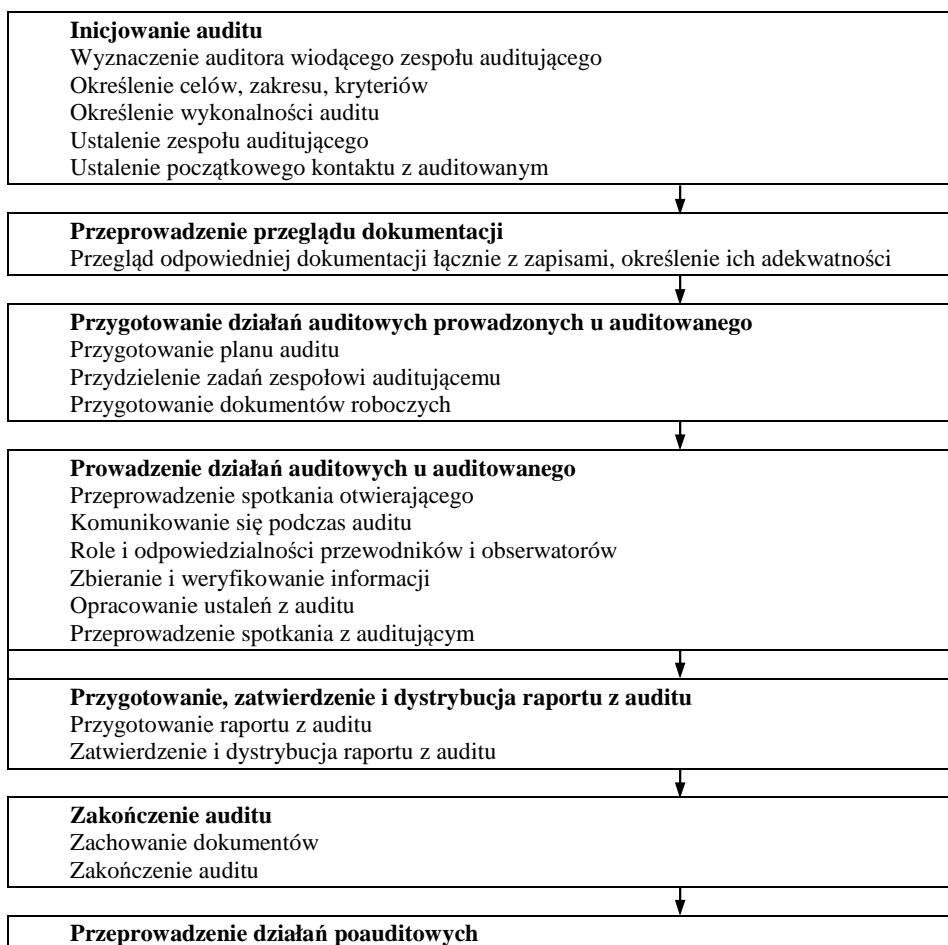 Inicjowanie auditu
Wyznaczenie auditora wiodącego zespołu auditującego
Określenie celów, zakresu, kryteriów
Określenie wykonalności auditu
Ustalenie zespołu auditującego
Ustalenie początkowego kontaktu z auditowanym
Przeprowadzenie przeglądu dokumentacji
Przegląd odpowiedniej dokumentacji łącznie z zapisami, określenie ich adekwatności
Przygotowanie działań auditowych prowadzonych u auditowanego
Przygotowanie planu auditu
Przydzielenie zadań zespołowi auditującemu
Przygotowanie dokumentów roboczych
Prowadzenie działań auditowych u auditowanego
Przeprowadzenie spotkania otwierającego
Komunikowanie się podczas auditu
Role i odpowiedzialności przewodników i obserwatorów
Zbieranie i weryfikowanie informacji
Opracowanie ustaleń z auditu
Przeprowadzenie spotkania z auditującym
Przygotowanie, zatwierdzenie i dystrybucja raportu z auditu
Przygotowanie raportu z auditu
Zatwierdzenie i dystrybucja raportu z auditu
Zakończenie auditu
Zachowanie dokumentów
Zakończenie auditu
Przeprowadzenie działań poauditowych